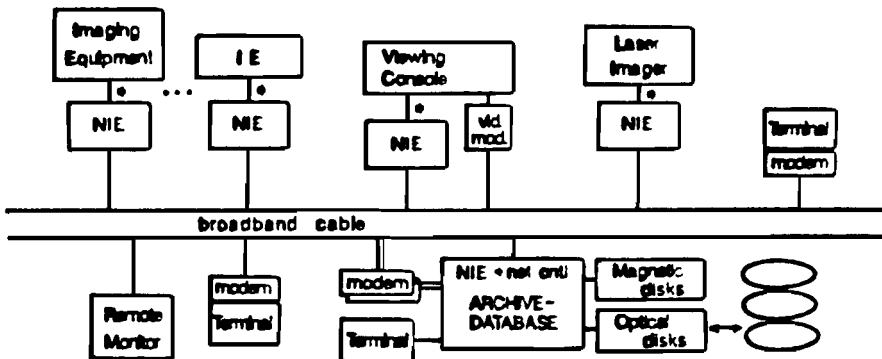 Imaging
Equipment
I E
Viewing
Console
Laser
Imager
*
...
*
*
*
NIE
NIE
NIE
vid.
mod.
NIE
Terminal
modem
broadband cable
modem
Terminal
Remote
Monitor
modem
Terminal
NIE + net cntl
ARCHIVE-
DATABASE
Magnetic
disks
Optical
disks